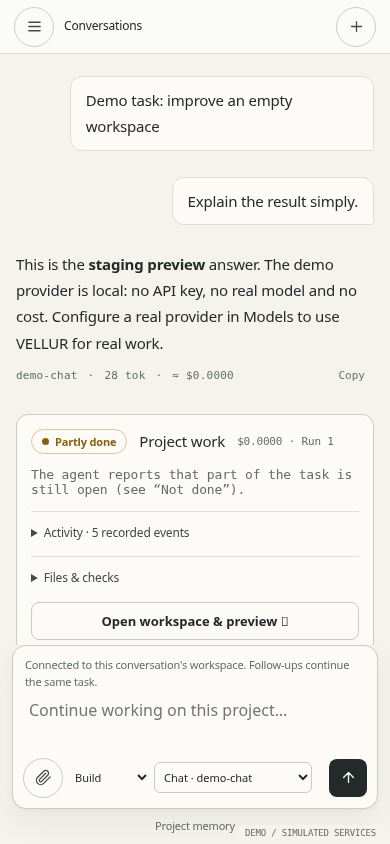 Conversations
Demo task: improve an empty
workspace
Explain the result simply.
This is the staging preview answer. The demo
provider is local: no API key, no real model and no
cost. Configure a real provider in Models to use
VELLUR for real work.
demo-chat · 28 tok · ≈ $0.0000 Copy
Partly done Project work $0.0000 · Run 1
The agent reports that part of the task is
still open (see “Not done”).
Activity · 5 recorded events
Files & checks
Open workspace & preview
Connected to this conversation's workspace. Follow-ups continue
the same task.
Continue working on this project...
Build Chat · demo-chat
Project memory
DEMO / SIMULATED SERVICES